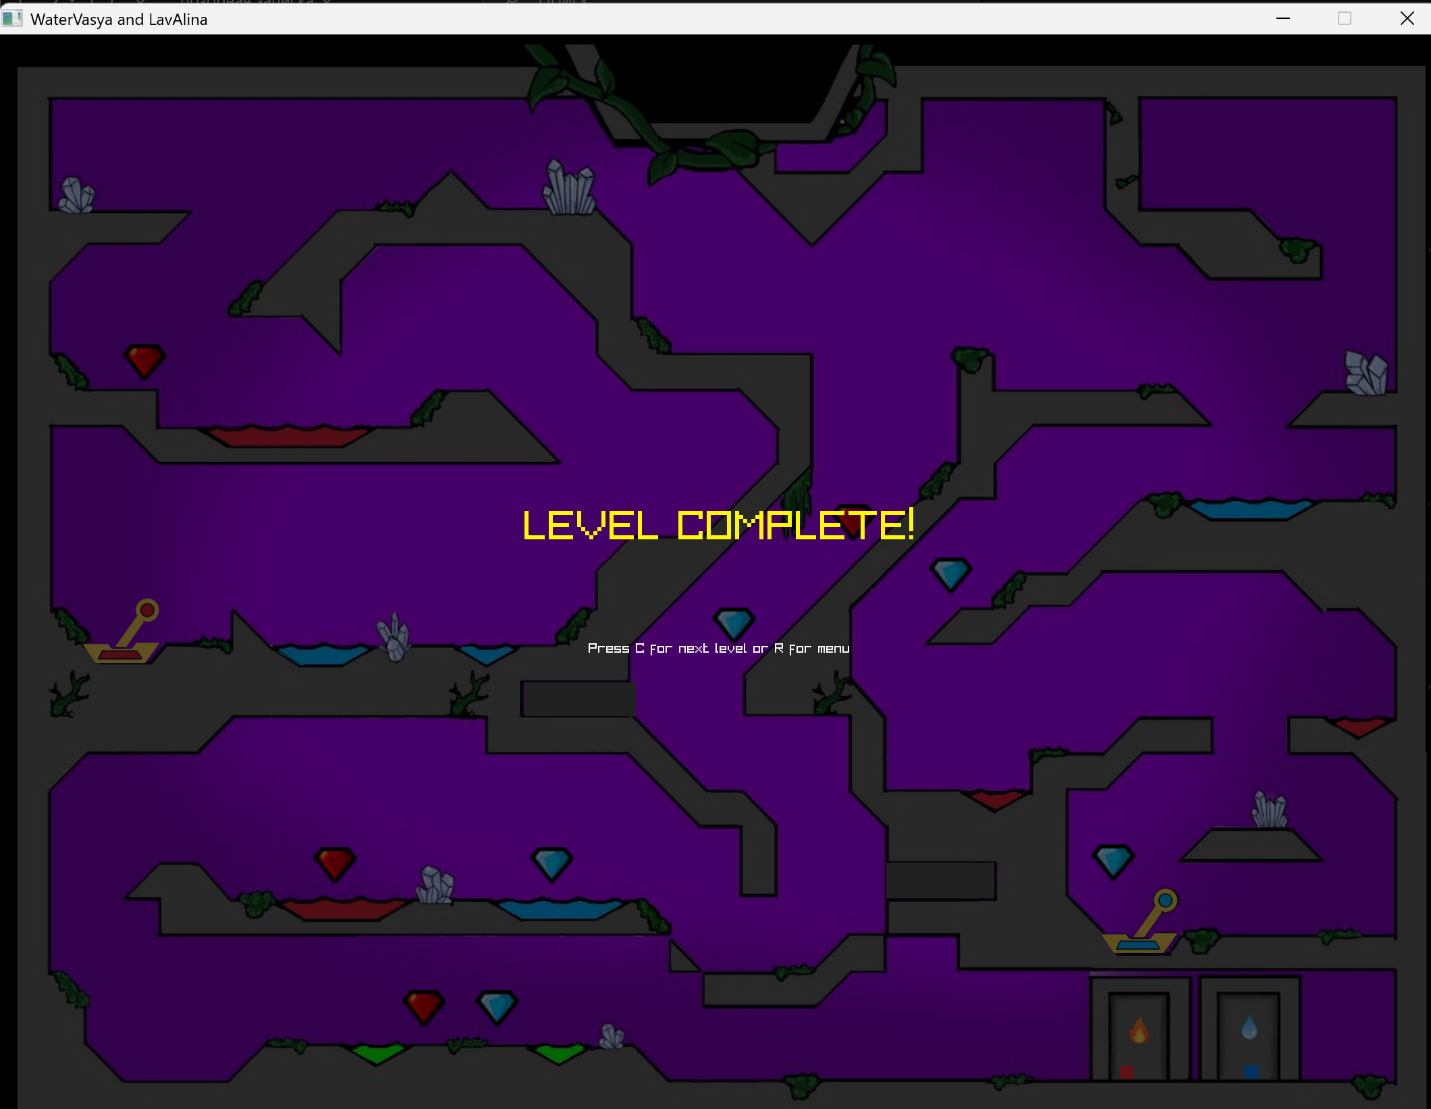 WaterVasya and LavAlina
LEVEL COMPLETE!
Press C for next level or R for menu